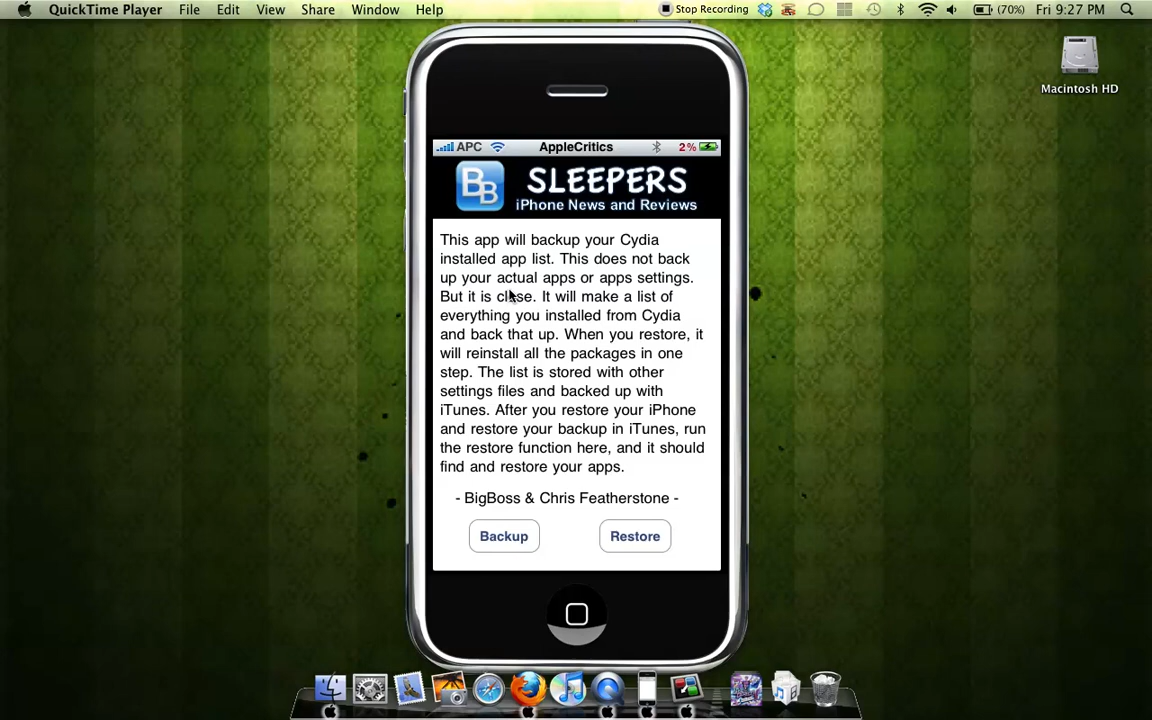 QuickTime Player File Edit View Share Window Help Stop Recording (70%) Fri 9:27 PM
Macintosh HD
APC AppleCritics 2%
BB SLEEPERS
iPhone News and Reviews
This app will backup your Cydia
installed app list. This does not back
up your actual apps or apps settings.
But it is close. It will make a list of
everything you installed from Cydia
and back that up. When you restore, it
will reinstall all the packages in one
step. The list is stored with other
settings files and backed up with
iTunes. After you restore your iPhone
and restore your backup in iTunes, run
the restore function here, and it should
find and restore your apps.
- BigBoss & Chris Featherstone -
Backup Restore